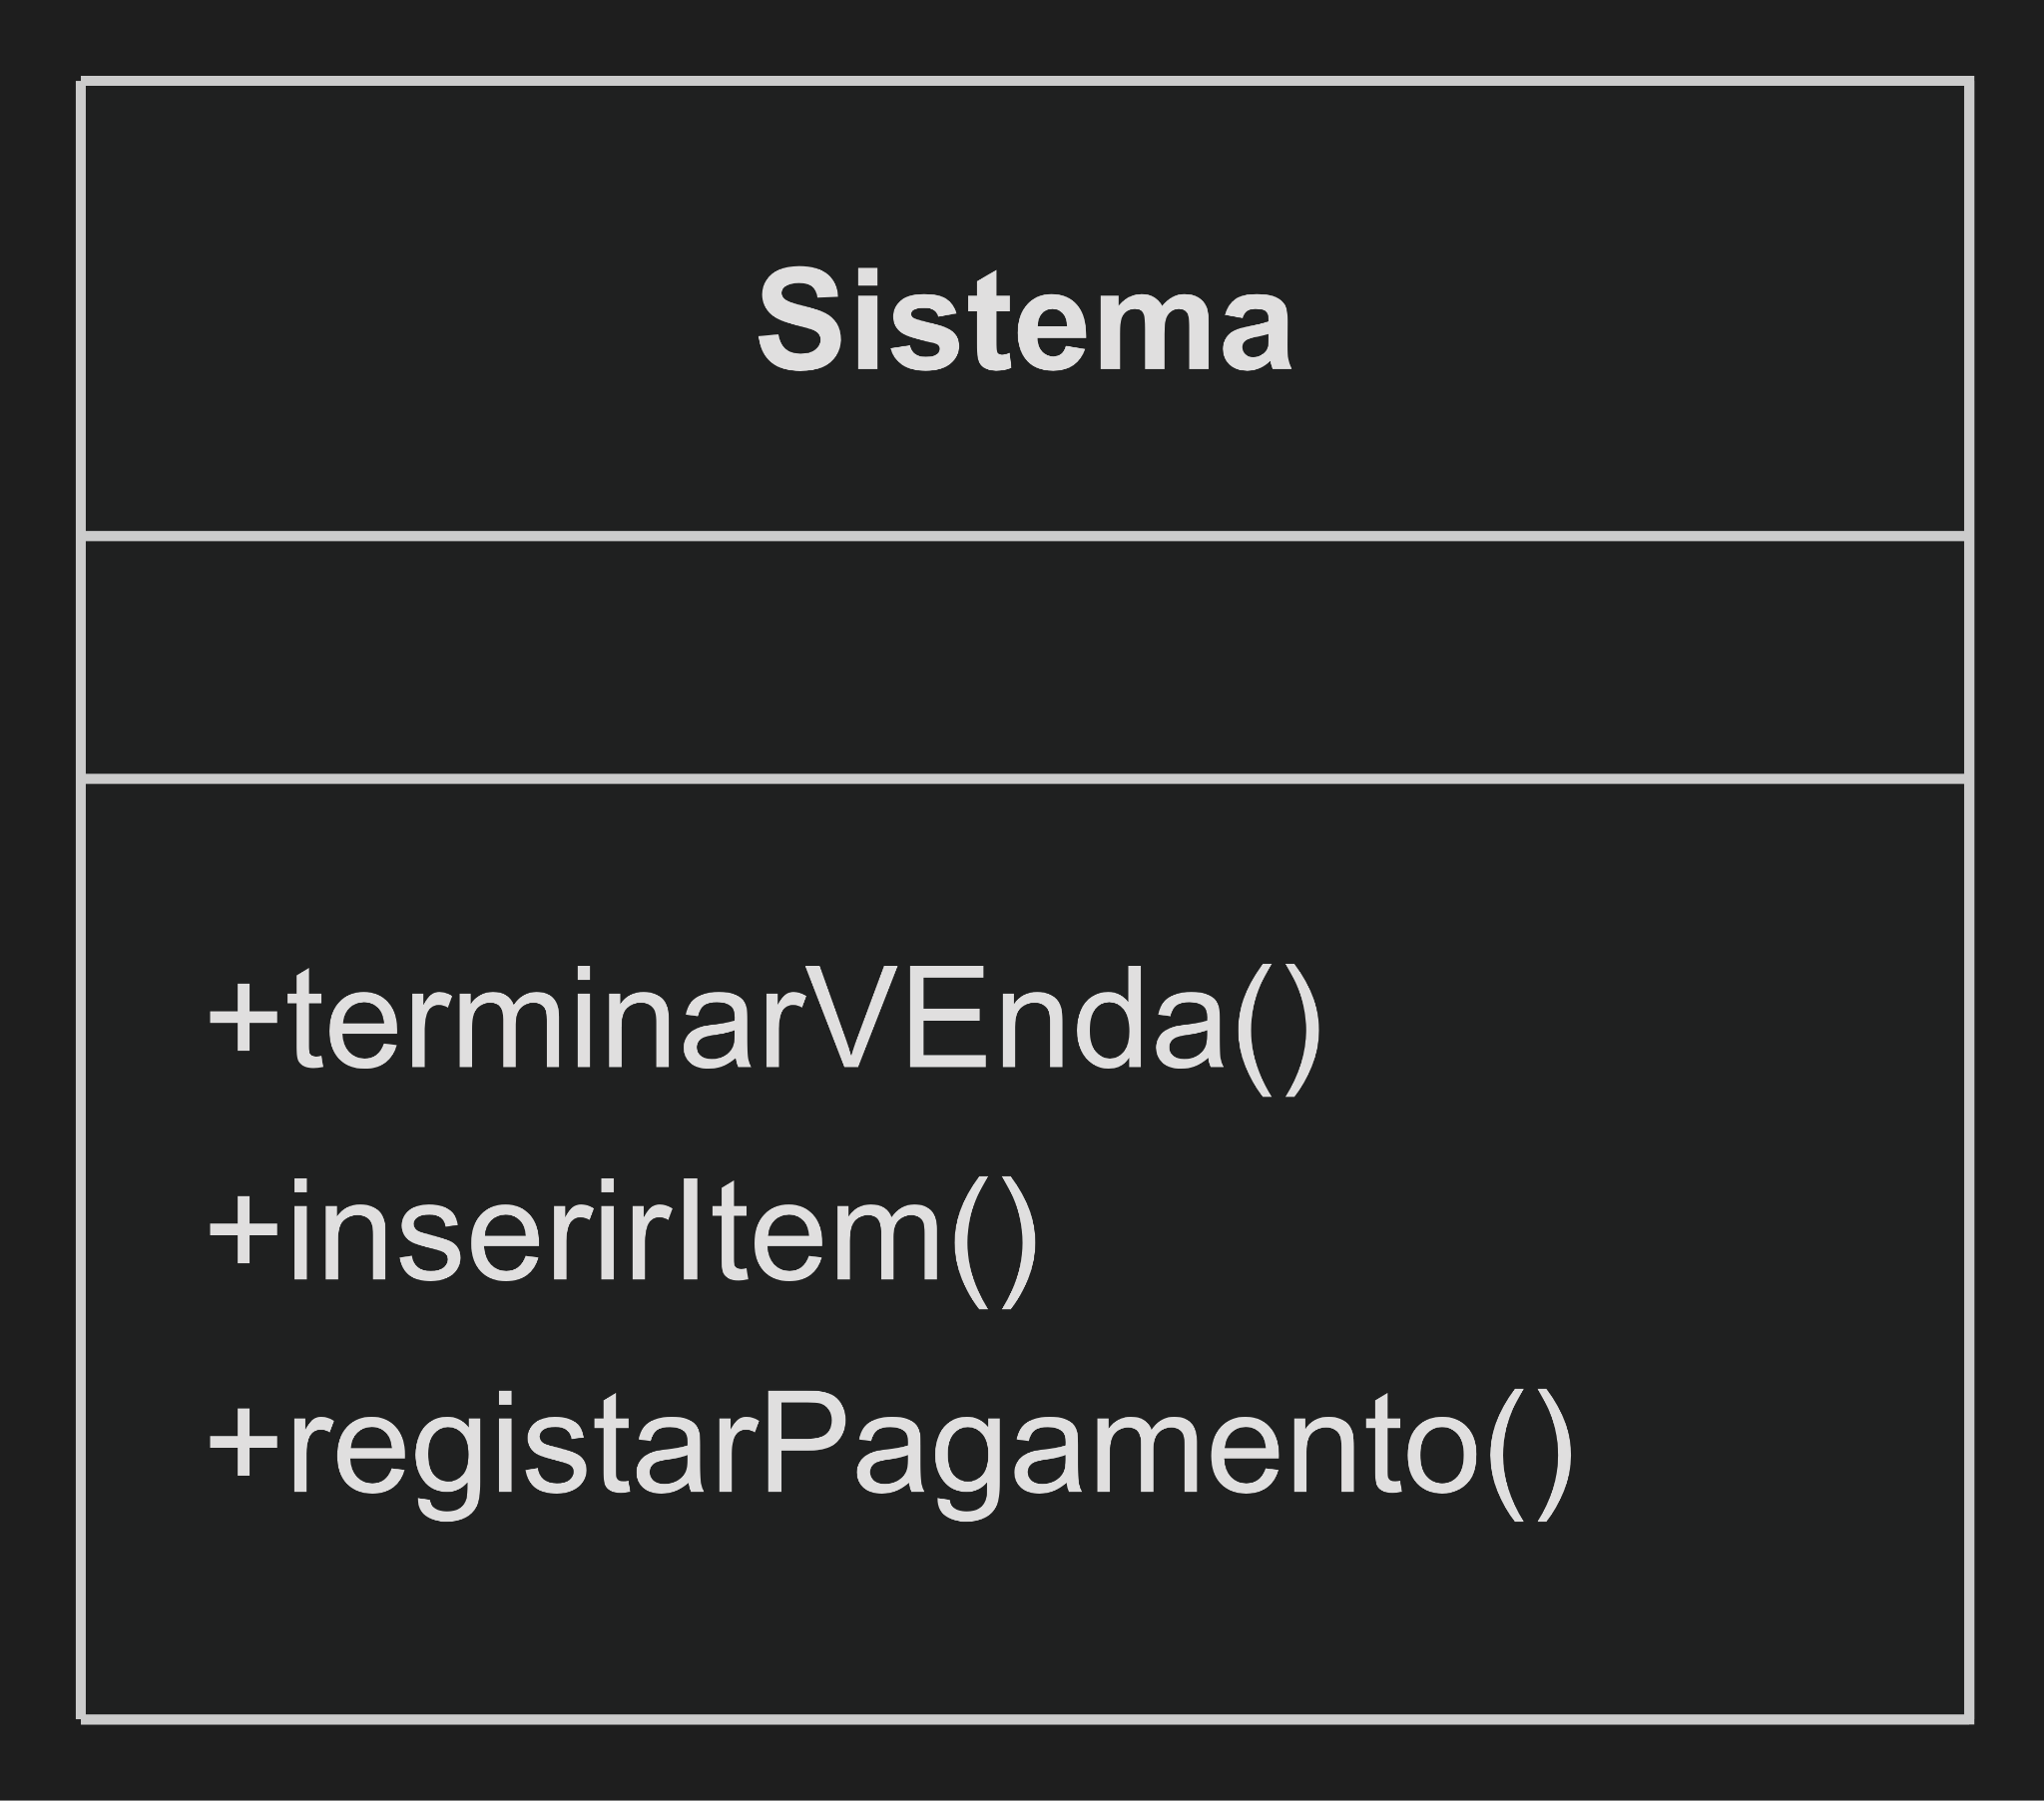 Sistema
+terminarVEnda()
+inserirItem()
+registarPagamento()